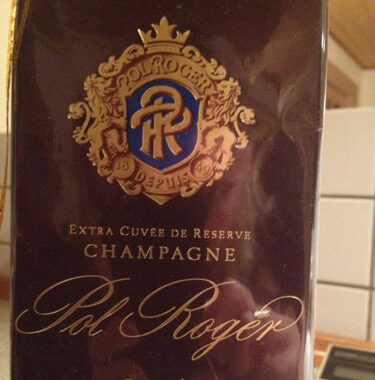 POL ROGER
PR
18 DEPUIS 49
EXTRA CUVÉE DE RESERVE
CHAMPAGNE
Pol Roger